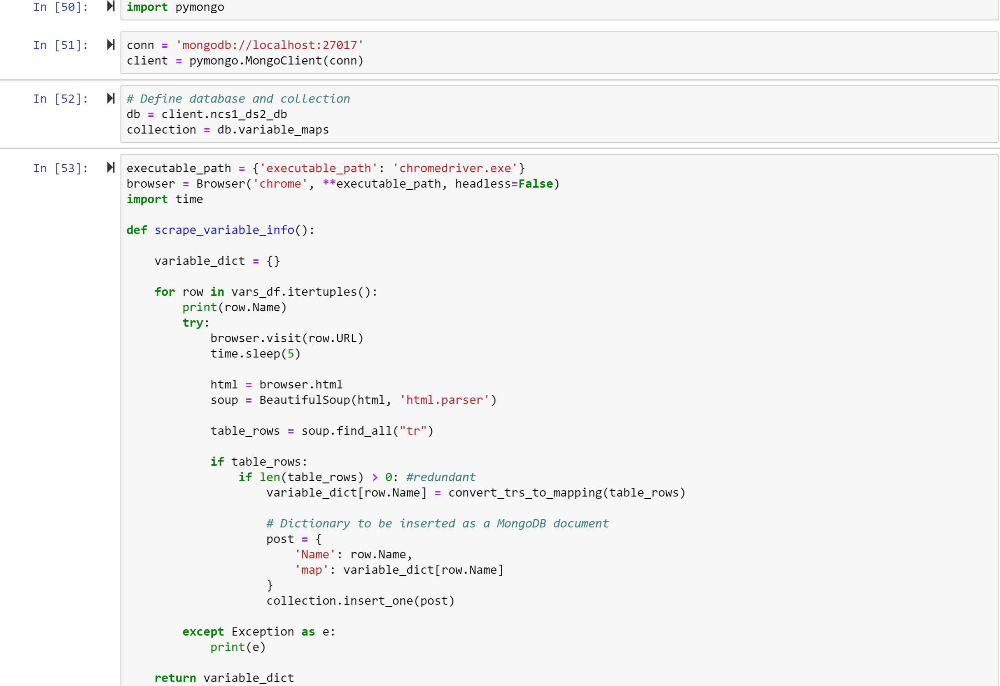 In [50]:
import pymongo
In [51]:
conn = 'mongodb://localhost:27017'
client = pymongo.MongoClient(conn)
In [52]:
# Define database and collection
db = client.ncs1_ds2_db
collection = db.variable_maps
In [53]:
executable_path = {'executable_path': 'chromedriver.exe'}
browser = Browser('chrome', **executable_path, headless=False)
import time

def scrape_variable_info():

    variable_dict = {}

    for row in vars_df.itertuples():
        print(row.Name)
        try:
            browser.visit(row.URL)
            time.sleep(5)

            html = browser.html
            soup = BeautifulSoup(html, 'html.parser')

            table_rows = soup.find_all("tr")

            if table_rows:
                if len(table_rows) > 0: #redundant
                    variable_dict[row.Name] = convert_trs_to_mapping(table_rows)

                    # Dictionary to be inserted as a MongoDB document
                    post = {
                        'Name': row.Name,
                        'map': variable_dict[row.Name]
                    }
                    collection.insert_one(post)

        except Exception as e:
            print(e)

    return variable_dict